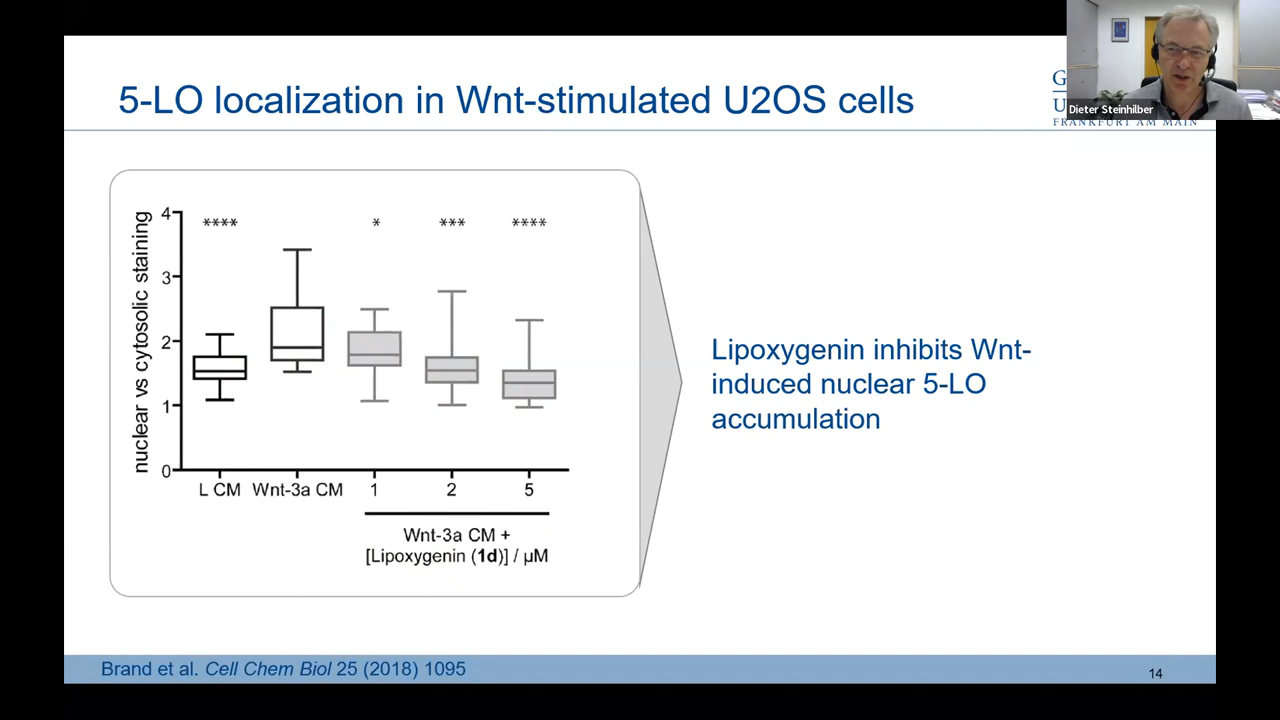 5-LO localization in Wnt-stimulated U2OS cells
G
U
FRANKFURT AM MAIN
Dieter Steinhilber
nuclear vs cytosolic staining
4
3
2
1
0
**** * *** ****
L CM Wnt-3a CM 1 2 5
Wnt-3a CM +
[Lipoxygenin (1d)] / µM
Lipoxygenin inhibits Wnt-
induced nuclear 5-LO
accumulation
Brand et al. Cell Chem Biol 25 (2018) 1095
14